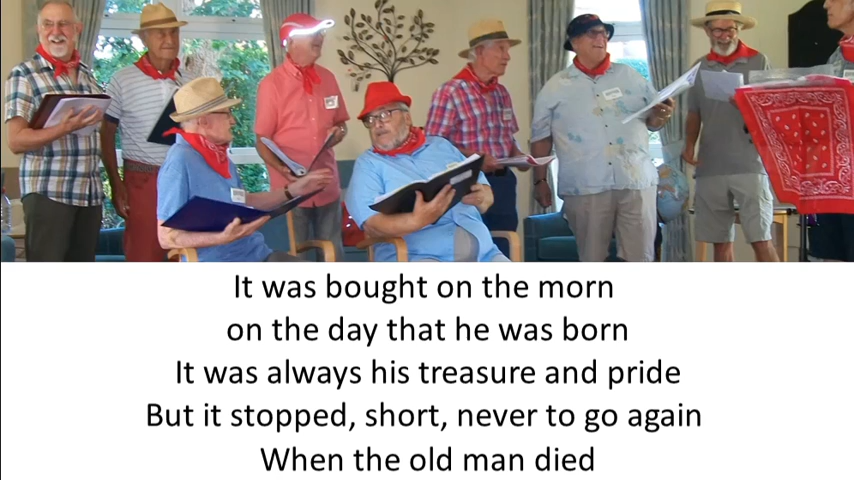 It was bought on the morn
on the day that he was born
It was always his treasure and pride
But it stopped, short, never to go again
When the old man died